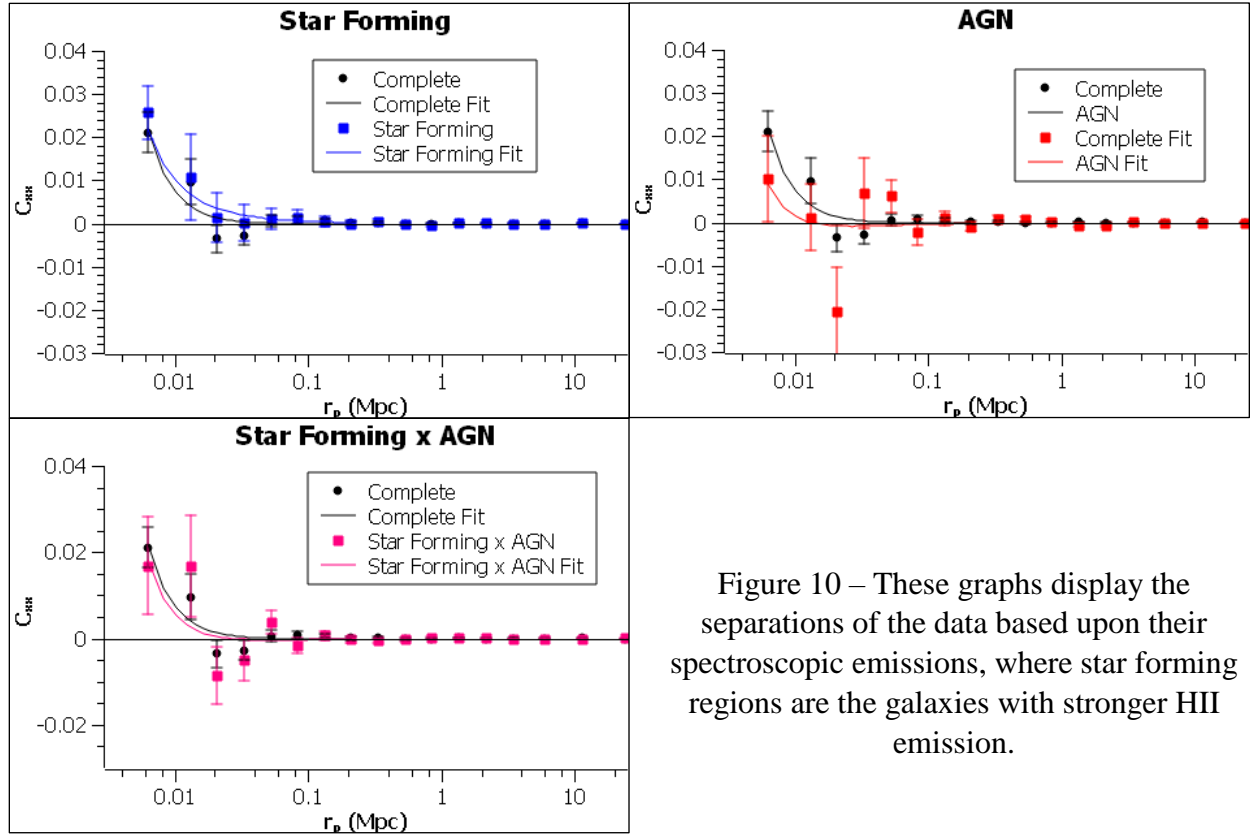 Star Forming
0.04
0.03
0.02
0.01
0
-0.01
-0.02
-0.03
Cxx
Complete
Complete Fit
Star Forming
Star Forming Fit
0.01
0.1
1
10
rp (Mpc)
AGN
0.04
0.03
0.02
0.01
0
-0.01
-0.02
-0.03
Cxx
Complete
AGN
Complete Fit
AGN Fit
0.01
0.1
1
10
rp (Mpc)
Star Forming x AGN
0.04
0.02
0
-0.02
Cxx
Complete
Complete Fit
Star Forming x AGN
Star Forming x AGN Fit
0.01
0.1
1
10
rp (Mpc)
Figure 10 – These graphs display the
separations of the data based upon their
spectroscopic emissions, where star forming
regions are the galaxies with stronger HII
emission.